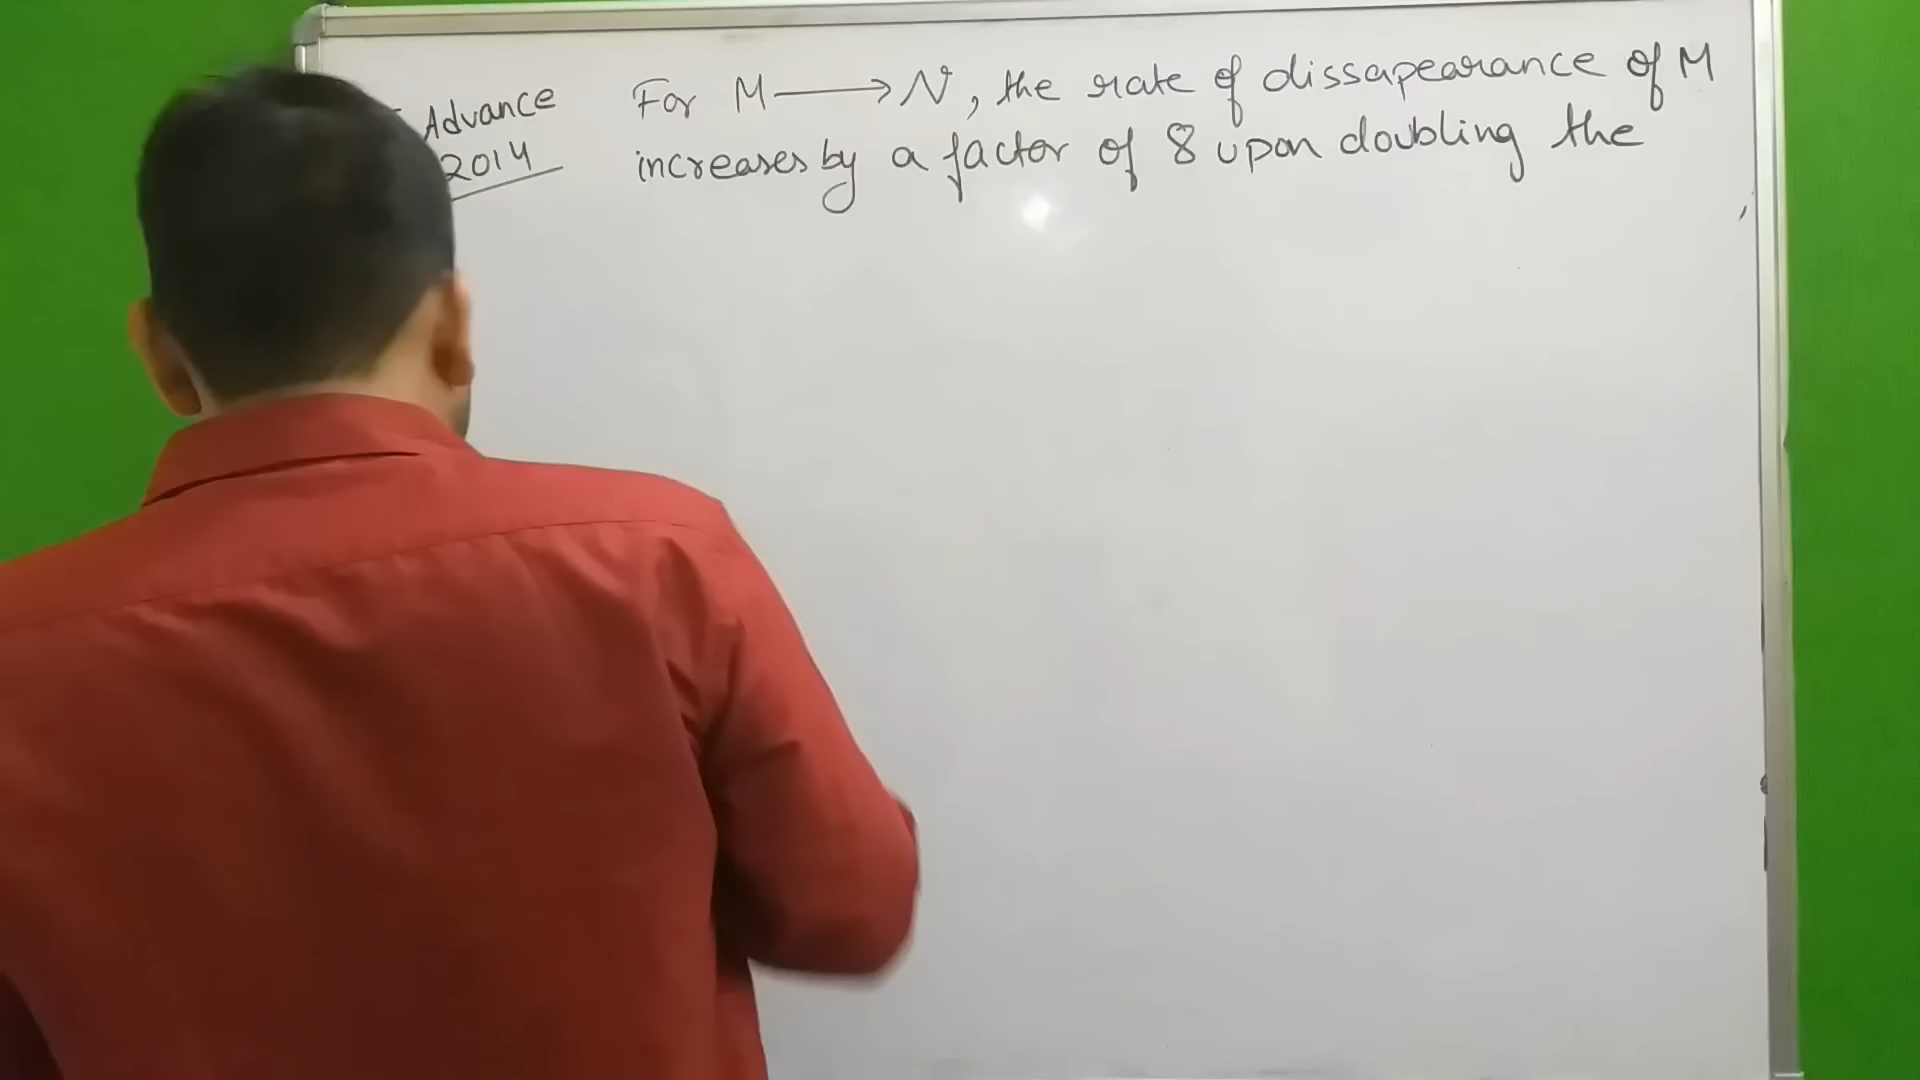 Advance
2014
For M → N, the rate of dissapearance of M
increases by a factor of 8 upon doubling the